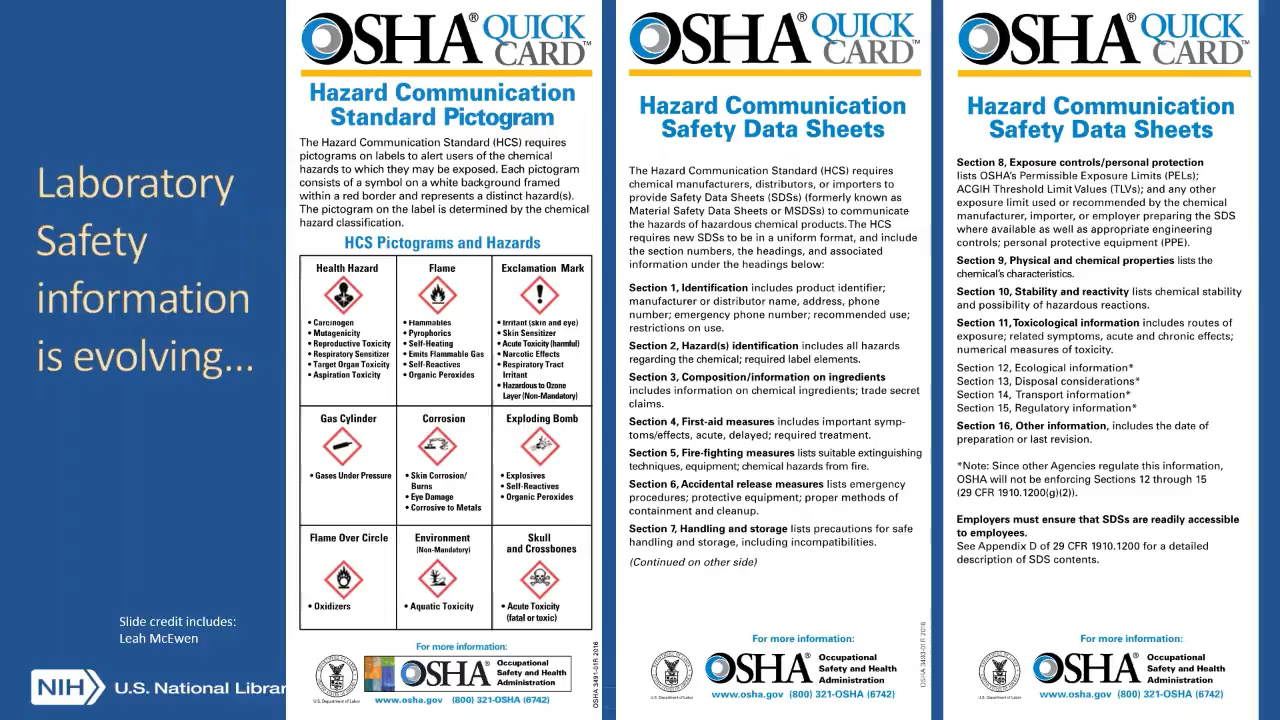 Laboratory
Safety
information
is evolving...
Slide credit includes:
Leah McEwen
NIH U.S. National Librar
OSHA® QUICK
CARD™
Hazard Communication
Standard Pictogram
The Hazard Communication Standard (HCS) requires
pictograms on labels to alert users of the chemical
hazards to which they may be exposed. Each pictogram
consists of a symbol on a white background framed
within a red border and represents a distinct hazard(s).
The pictogram on the label is determined by the chemical
hazard classification.
HCS Pictograms and Hazards
Health Hazard
• Carcinogen
• Mutagenicity
• Reproductive Toxicity
• Respiratory Sensitizer
• Target Organ Toxicity
• Aspiration Toxicity
Flame
• Flammables
• Pyrophorics
• Self-Heating
• Emits Flammable Gas
• Self-Reactives
• Organic Peroxides
Exclamation Mark
• Irritant (skin and eye)
• Skin Sensitizer
• Acute Toxicity (harmful)
• Narcotic Effects
• Respiratory Tract
Irritant
• Hazardous to Ozone
Layer (Non-Mandatory)
Gas Cylinder
• Gases Under Pressure
Corrosion
• Skin Corrosion/
Burns
• Eye Damage
• Corrosive to Metals
Exploding Bomb
• Explosives
• Self-Reactives
• Organic Peroxides
Flame Over Circle
• Oxidizers
Environment
(Non-Mandatory)
• Aquatic Toxicity
Skull
and Crossbones
• Acute Toxicity
(fatal or toxic)
For more information:
U.S. Department of Labor
OSHA®
Occupational
Safety and Health
Administration
www.osha.gov (800) 321-OSHA (6742)
OSHA 3491-01R 2016
OSHA® QUICK
CARD™
Hazard Communication
Safety Data Sheets
The Hazard Communication Standard (HCS) requires
chemical manufacturers, distributors, or importers to
provide Safety Data Sheets (SDSs) (formerly known as
Material Safety Data Sheets or MSDSs) to communicate
the hazards of hazardous chemical products. The HCS
requires new SDSs to be in a uniform format, and include
the section numbers, the headings, and associated
information under the headings below:
Section 1, Identification includes product identifier;
manufacturer or distributor name, address, phone
number; emergency phone number; recommended use;
restrictions on use.
Section 2, Hazard(s) identification includes all hazards
regarding the chemical; required label elements.
Section 3, Composition/information on ingredients
includes information on chemical ingredients; trade secret
claims.
Section 4, First-aid measures includes important symp-
toms/effects, acute, delayed; required treatment.
Section 5, Fire-fighting measures lists suitable extinguishing
techniques, equipment; chemical hazards from fire.
Section 6, Accidental release measures lists emergency
procedures; protective equipment; proper methods of
containment and cleanup.
Section 7, Handling and storage lists precautions for safe
handling and storage, including incompatibilities.
(Continued on other side)
For more information:
U.S. Department of Labor
OSHA®
Occupational
Safety and Health
Administration
www.osha.gov (800) 321-OSHA (6742)
OSHA-3493-01R 2016
OSHA® QUICK
CARD™
Hazard Communication
Safety Data Sheets
Section 8, Exposure controls/personal protection
lists OSHA's Permissible Exposure Limits (PELs);
ACGIH Threshold Limit Values (TLVs); and any other
exposure limit used or recommended by the chemical
manufacturer, importer, or employer preparing the SDS
where available as well as appropriate engineering
controls; personal protective equipment (PPE).
Section 9, Physical and chemical properties lists the
chemical's characteristics.
Section 10, Stability and reactivity lists chemical stability
and possibility of hazardous reactions.
Section 11, Toxicological information includes routes of
exposure; related symptoms, acute and chronic effects;
numerical measures of toxicity.
Section 12, Ecological information*
Section 13, Disposal considerations*
Section 14, Transport information*
Section 15, Regulatory information*
Section 16, Other information, includes the date of
preparation or last revision.
*Note: Since other Agencies regulate this information,
OSHA will not be enforcing Sections 12 through 15
(29 CFR 1910.1200(g)(2)).
Employers must ensure that SDSs are readily accessible
to employees.
See Appendix D of 29 CFR 1910.1200 for a detailed
description of SDS contents.
For more information:
U.S. Department of Labor
OSHA®
Occupational
Safety and Health
Administration
www.osha.gov (800) 321-OSHA (6742)